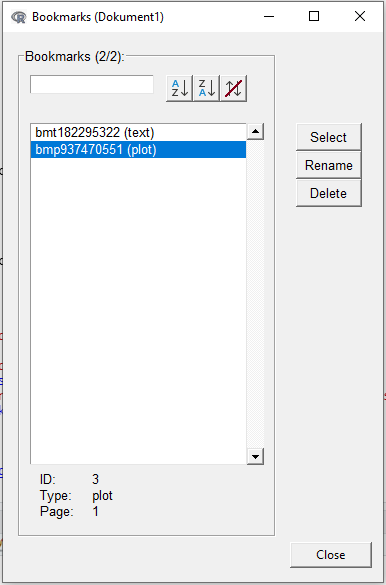 Bookmarks (Dokument1)
Bookmarks (2/2):
bmt182295322 (text)
bmp937470551 (plot)
Select
Rename
Delete
ID: 3
Type: plot
Page: 1
Close